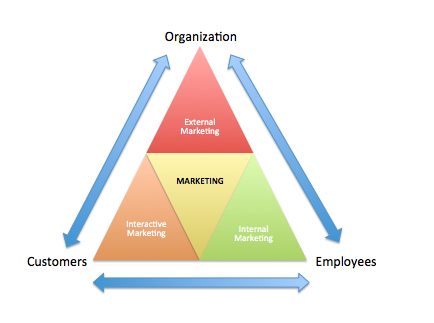 Organization
External
Marketing
MARKETING
Interactive
Marketing
Internal
Marketing
Customers
Employees